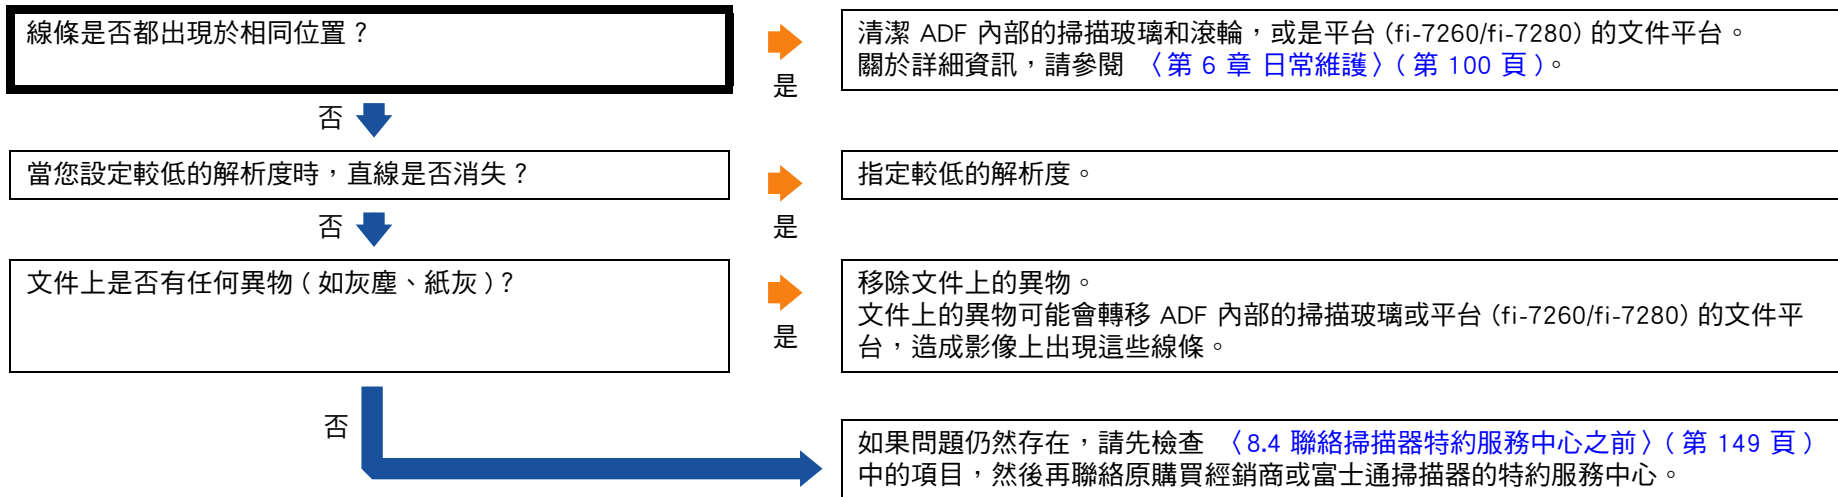 線條是否都出現於相同位置？
是
清潔 ADF 內部的掃描玻璃和滾輪，或是平台 (fi-7260/fi-7280) 的文件平台。
關於詳細資訊，請參閱 〈第 6 章 日常維護〉( 第 100 頁 )。
否
當您設定較低的解析度時，直線是否消失？
是
指定較低的解析度。
否
文件上是否有任何異物 ( 如灰塵、紙灰 )？
是
移除文件上的異物。
文件上的異物可能會轉移 ADF 內部的掃描玻璃或平台 (fi-7260/fi-7280) 的文件平
台，造成影像上出現這些線條。
否
如果問題仍然存在，請先檢查 〈8.4 聯絡掃描器特約服務中心之前〉( 第 149 頁 )
中的項目，然後再聯絡原購買經銷商或富士通掃描器的特約服務中心。